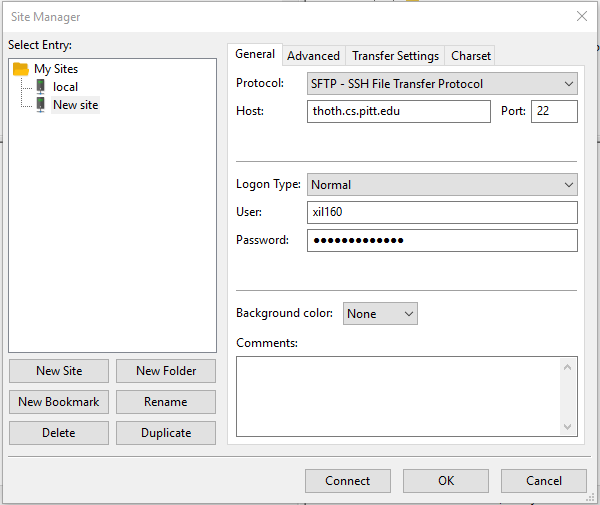 Site Manager
Select Entry:
My Sites
local
New site
New Site
New Folder
New Bookmark
Rename
Delete
Duplicate
General
Advanced
Transfer Settings
Charset
Protocol:
SFTP - SSH File Transfer Protocol
Host:
thoth.cs.pitt.edu
Port:
22
Logon Type:
Normal
User:
xil160
Password:
●●●●●●●●●●●●●
Background color:
None
Comments:
Connect
OK
Cancel